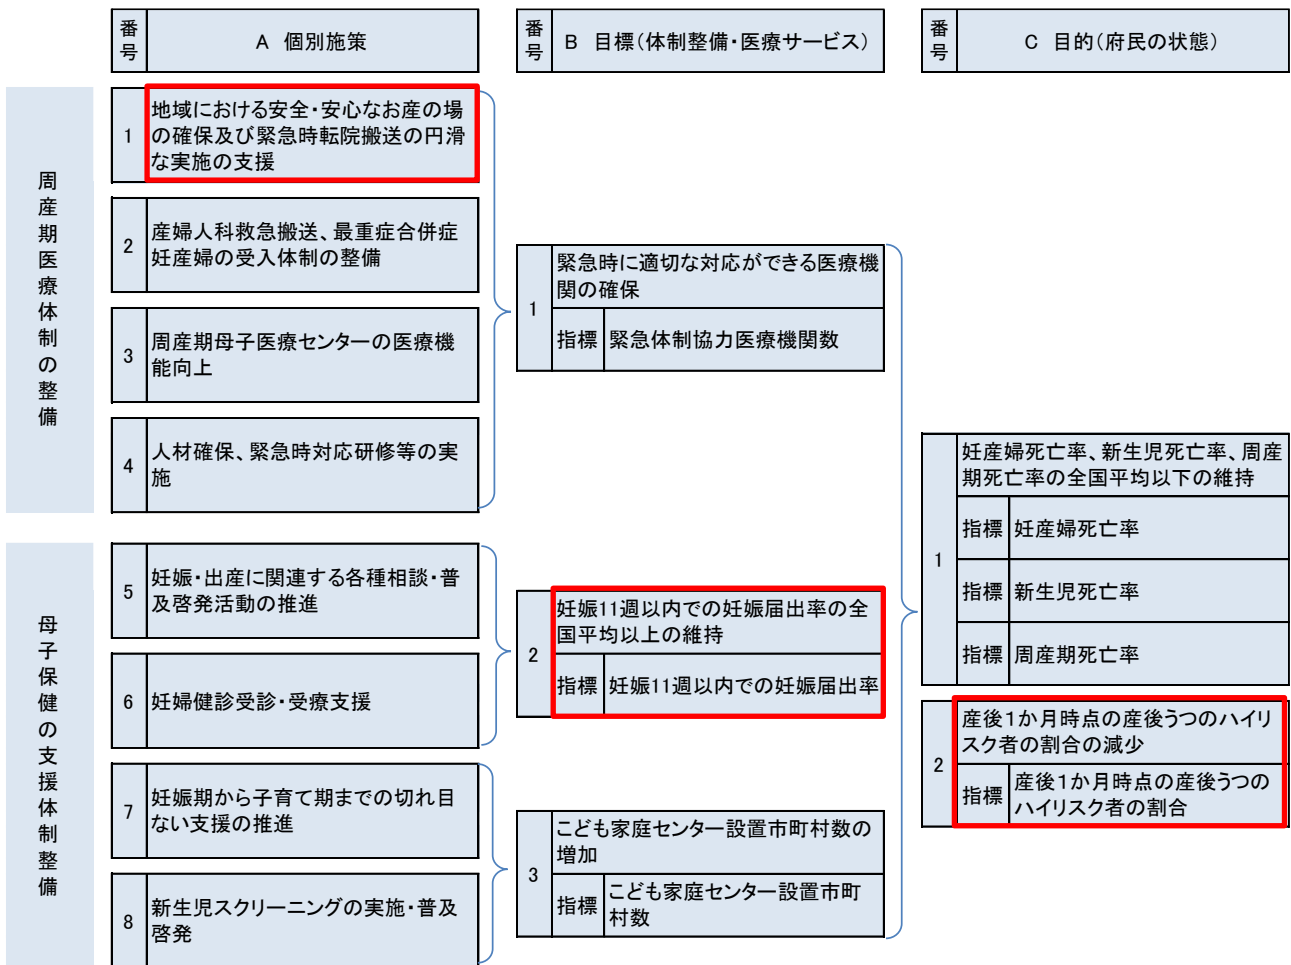 番号
A 個別施策
番号
B 目標(体制整備・医療サービス)
番号
C 目的(府民の状態)
周産期医療体制の整備
1
地域における安全・安心なお産の場
の確保及び緊急時転院搬送の円滑
な実施の支援
2
産婦人科救急搬送、最重症合併症
妊産婦の受入体制の整備
3
周産期母子医療センターの医療機
能向上
4
人材確保、緊急時対応研修等の実
施
母子保健の支援体制整備
5
妊娠・出産に関連する各種相談・普
及啓発活動の推進
6
妊婦健診受診・受療支援
7
妊娠期から子育て期までの切れ目
ない支援の推進
8
新生児スクリーニングの実施・普及
啓発
1
緊急時に適切な対応ができる医療機
関の確保
指標 緊急体制協力医療機関数
2
妊娠11週以内での妊娠届出率の全
国平均以上の維持
指標 妊娠11週以内での妊娠届出率
3
こども家庭センター設置市町村数の
増加
指標
こども家庭センター設置市町
村数
1
妊産婦死亡率、新生児死亡率、周産
期死亡率の全国平均以下の維持
指標 妊産婦死亡率
指標 新生児死亡率
指標 周産期死亡率
2
産後1か月時点の産後うつのハイリ
スク者の割合の減少
指標
産後1か月時点の産後うつの
ハイリスク者の割合